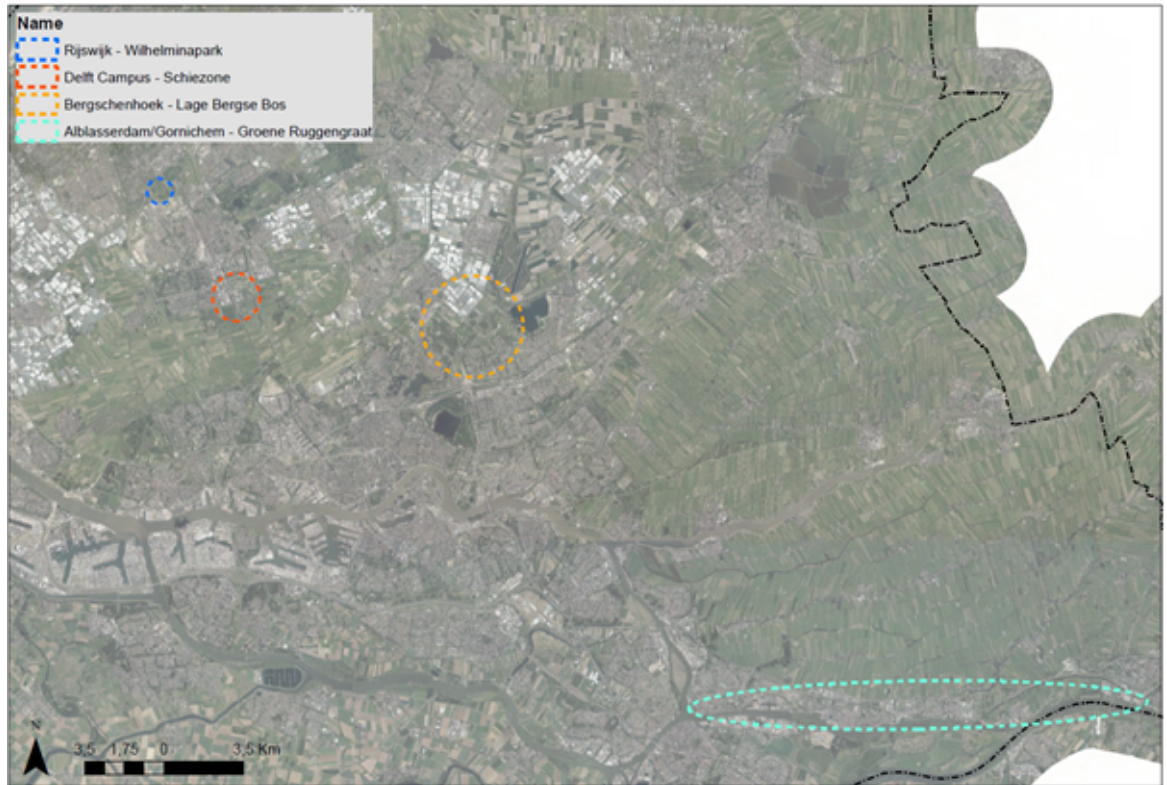 Name
Rijswijk - Wilhelminapark
Delft Campus - Schiezone
Bergschenhoek - Lage Bergse Bos
Alblasserdam/Gornichem - Groene Ruggengraat
N
3,5 1,75 0 3,5 Km